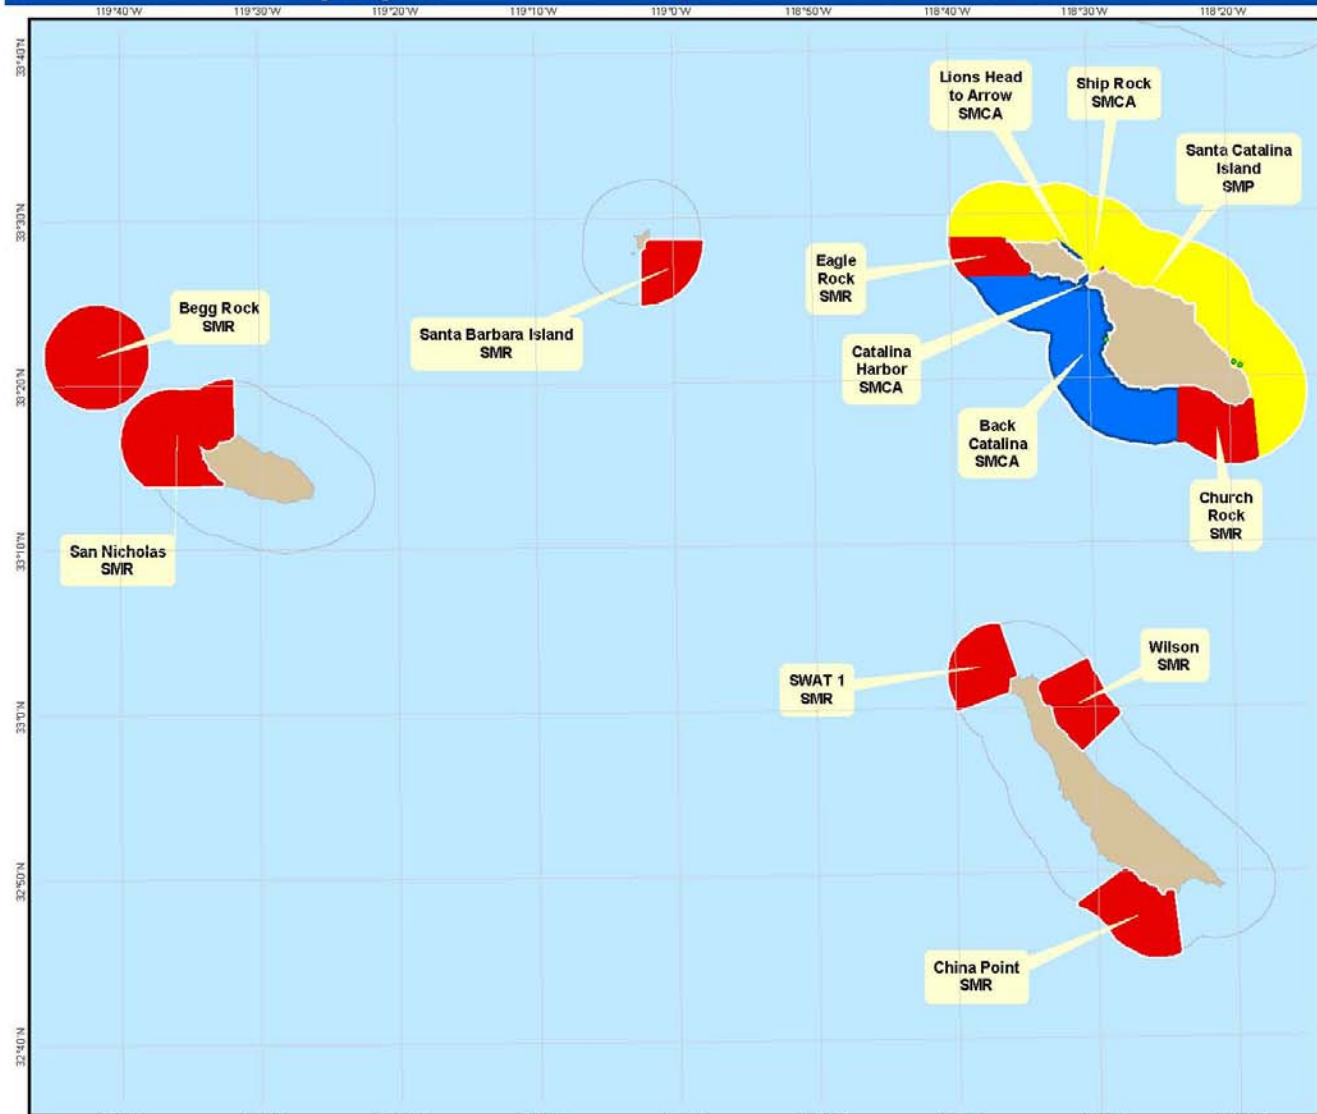 119°40'W
119°30'W
119°20'W
119°10'W
119°0'W
118°50'W
118°40'W
118°30'W
118°20'W
33°40'N
33°30'N
33°20'N
33°10'N
33°0'N
32°50'N
32°40'N
Lions Head
to Arrow
SMCA
Ship Rock
SMCA
Santa Catalina
Island
SMP
Eagle
Rock
SMR
Begg Rock
SMR
Santa Barbara Island
SMR
Catalina
Harbor
SMCA
Back
Catalina
SMCA
Church
Rock
SMR
San Nicholas
SMR
SWAT 1
SMR
Wilson
SMR
China Point
SMR